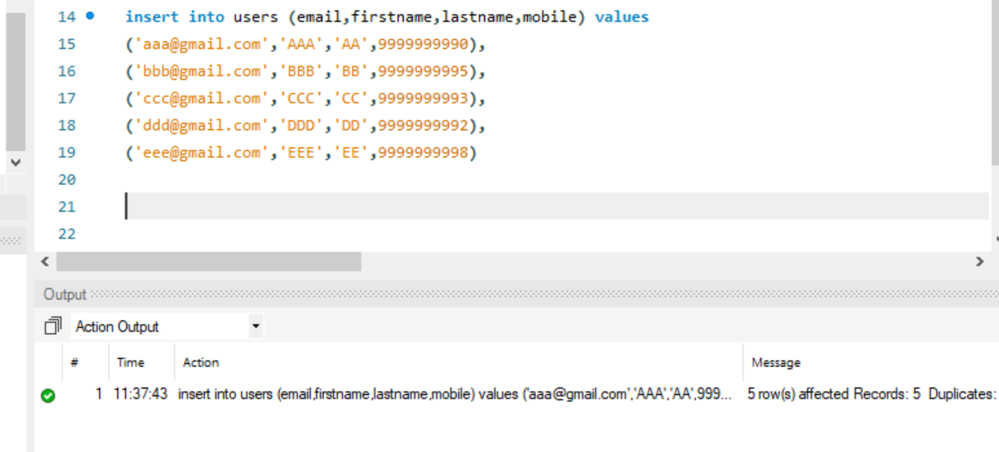 14 insert into users (email,firstname,lastname,mobile) values
15 ('aaa@gmail.com','AAA','AA',9999999990),
16 ('bbb@gmail.com','BBB','BB',9999999995),
17 ('ccc@gmail.com','CCC','CC',9999999993),
18 ('ddd@gmail.com','DDD','DD',9999999992),
19 ('eee@gmail.com','EEE','EE',9999999998)
20
21
22
Output
Action Output
# Time Action Message
1 11:37:43 insert into users (email,firstname,lastname,mobile) values ('aaa@gmail.com','AAA','AA',999... 5 row(s) affected Records: 5 Duplicates: